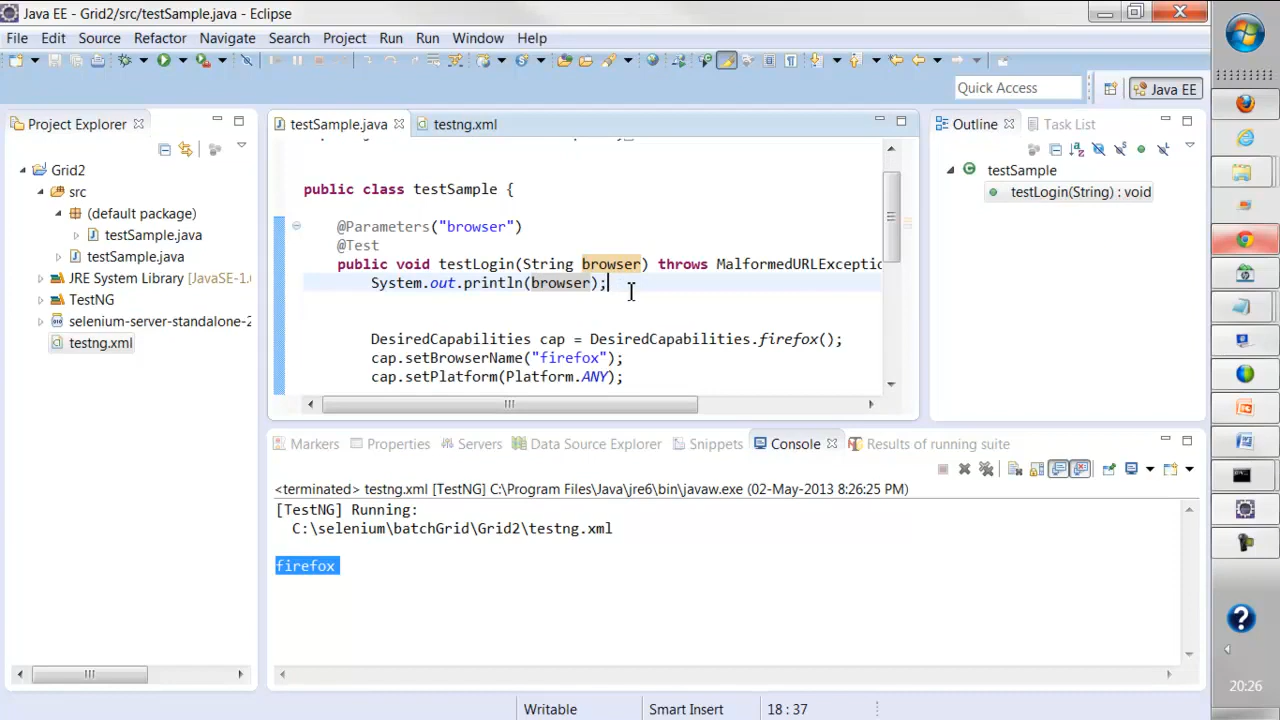 Java EE - Grid2/src/testSample.java - Eclipse
File Edit Source Refactor Navigate Search Project Run Run Window Help
Quick Access
Java EE
Project Explorer
Grid2
src
(default package)
testSample.java
testSample.java
JRE System Library [JavaSE-1.
TestNG
selenium-server-standalone-2
testng.xml
testSample.java
testng.xml
public class testSample {
@Parameters("browser")
@Test
public void testLogin(String browser) throws MalformedURLExceptio
System.out.println(browser);
DesiredCapabilities cap = DesiredCapabilities.firefox();
cap.setBrowserName("firefox");
cap.setPlatform(Platform.ANY);
Outline
Task List
testSample
testLogin(String) : void
Markers Properties Servers Data Source Explorer Snippets Console Results of running suite
<terminated> testng.xml [TestNG] C:\Program Files\Java\jre6\bin\javaw.exe (02-May-2013 8:26:25 PM)
[TestNG] Running:
C:\selenium\batchGrid\Grid2\testng.xml
firefox
Writable
Smart Insert
18 : 37
20:26